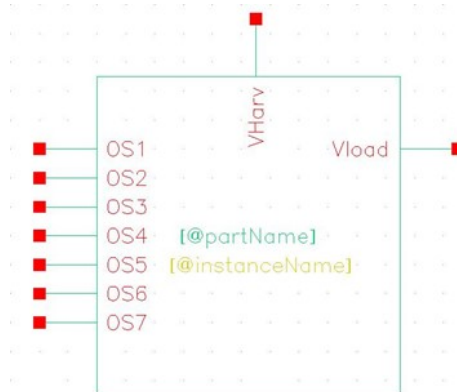 VHarv
OS1
Vload
OS2
OS3
OS4
[@partName]
OS5
[@instanceName]
OS6
OS7